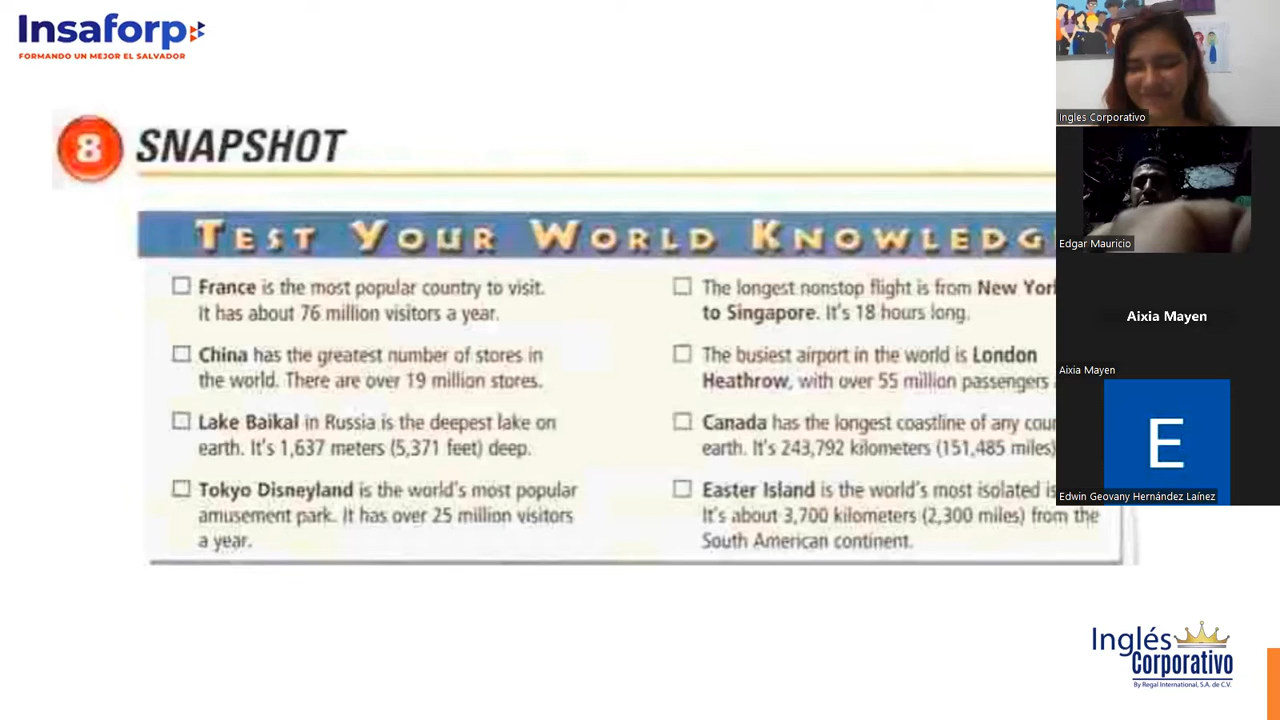 Insaforp
FORMANDO UN MEJOR EL SALVADOR
8 SNAPSHOT
TEST YOUR WORLD KNOWLEDG
France is the most popular country to visit.
It has about 76 million visitors a year.
China has the greatest number of stores in
the world. There are over 19 million stores.
Lake Baikal in Russia is the deepest lake on
earth. It's 1,637 meters (5,371 feet) deep.
Tokyo Disneyland is the world's most popular
amusement park. It has over 25 million visitors
a year.
The longest nonstop flight is from New York
to Singapore. It's 18 hours long.
The busiest airport in the world is London
Heathrow, with over 55 million passengers
Canada has the longest coastline of any
earth. It's 243,792 kilometers (151,485 miles)
Easter Island is the world's most isolated
It's about 3,700 kilometers (2,300 miles) from the
South American continent.
Ingles Corporativo
Edgar Mauricio
Aixia Mayen
Aixia Mayen
E
Edwin Geovany Hernández Laínez
Inglés
Corporativo
By Regal International, S.A. de C.V.